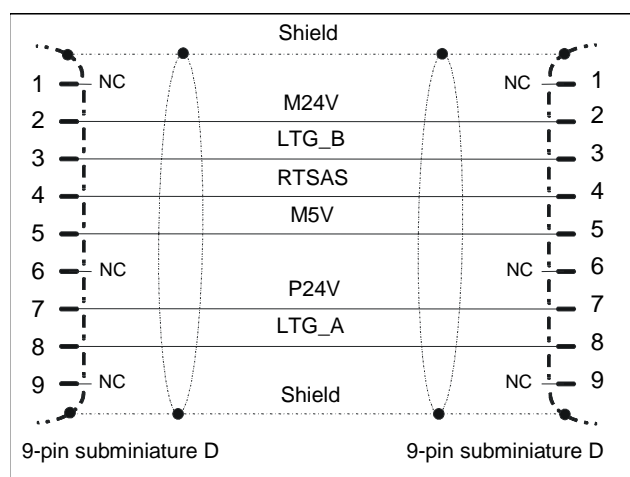 Shield
1 NC NC 1
M24V
2 2
LTG_B
3 3
RTSAS
4 4
M5V
5 5
6 NC NC 6
P24V
7 7
LTG_A
8 8
9 NC NC 9
Shield
9-pin subminiature D 9-pin subminiature D